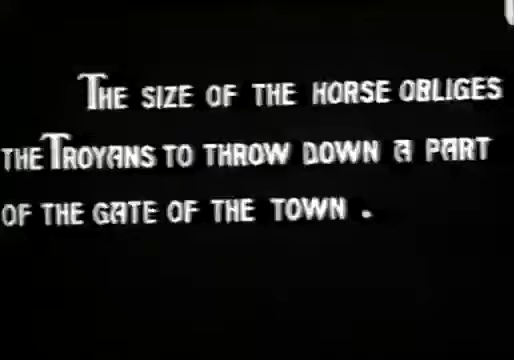 The size of the horse obliges
the Troyans to throw down a part
of the gate of the town .